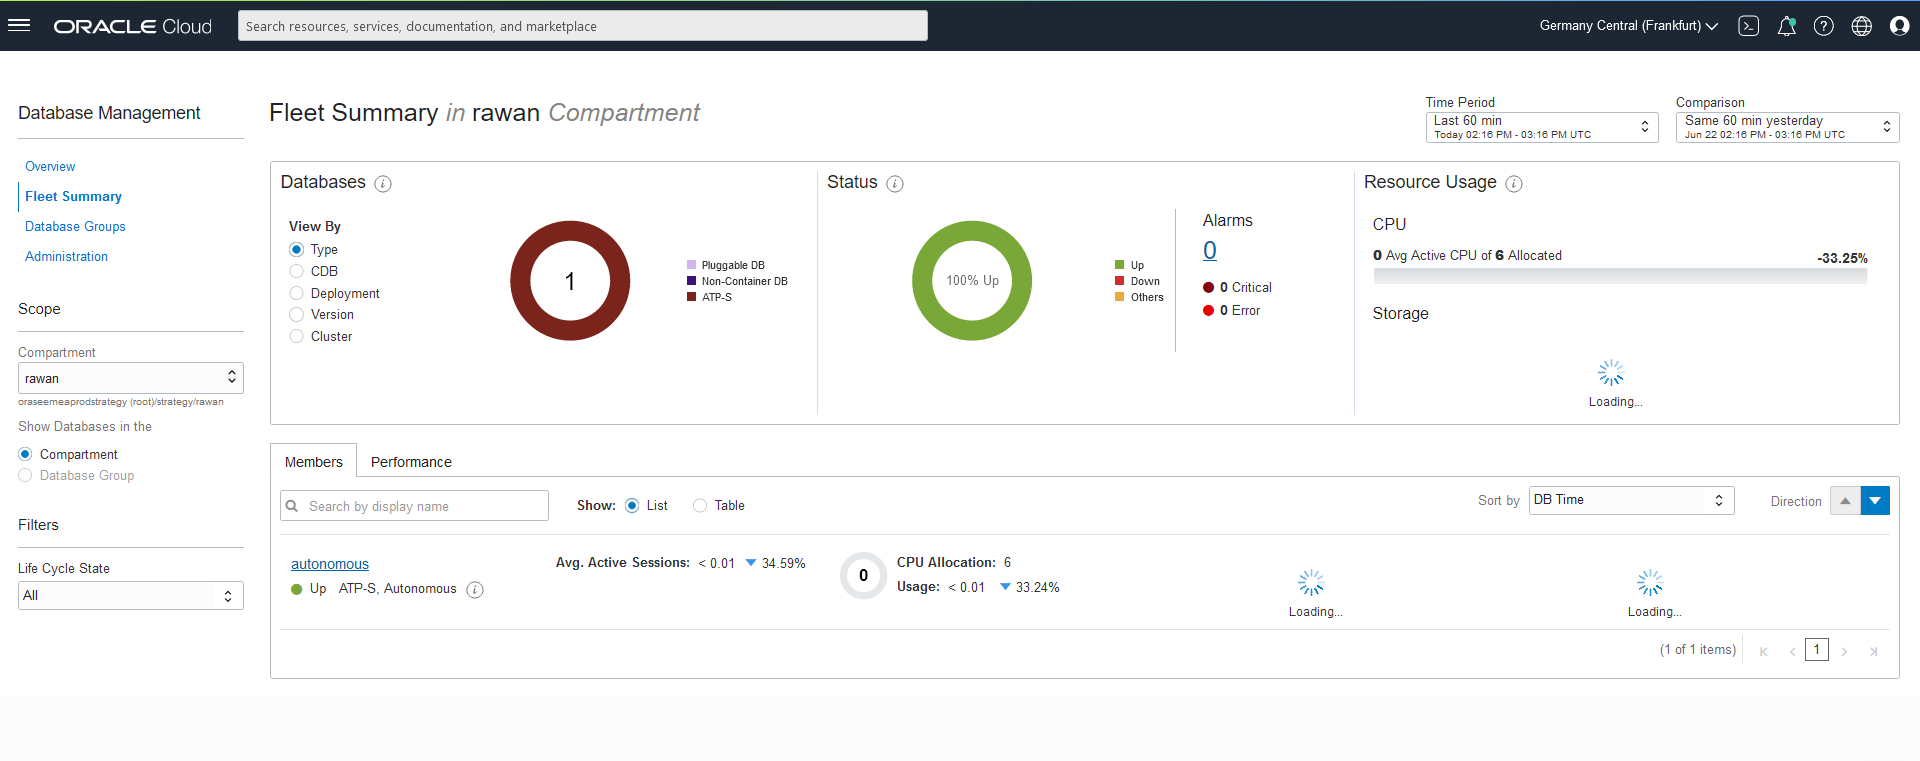 ORACLE Cloud
Search resources, services, documentation, and marketplace
Germany Central (Frankfurt)
Database Management
Overview
Fleet Summary
Database Groups
Administration
Scope
Compartment
rawan
oraseemeaprodstrategy (root)/strategy/rawan
Show Databases in the
Compartment
Database Group
Filters
Life Cycle State
All
Fleet Summary in rawan Compartment
Time Period
Last 60 min
Today 02:16 PM - 03:16 PM UTC
Comparison
Same 60 min yesterday
Jun 22 02:16 PM - 03:16 PM UTC
Databases
View By
Type
CDB
Deployment
Version
Cluster
1
Pluggable DB
Non-Container DB
ATP-S
Status
100% Up
Up
Down
Others
Alarms
0
0 Critical
0 Error
Resource Usage
CPU
0 Avg Active CPU of 6 Allocated
-33.25%
Storage
Loading...
Members
Performance
Search by display name
Show:
List
Table
Sort by
DB Time
Direction
autonomous
Up ATP-S, Autonomous
Avg. Active Sessions: < 0.01 34.59%
0
CPU Allocation: 6
Usage: < 0.01 33.24%
Loading...
Loading...
(1 of 1 items)
1